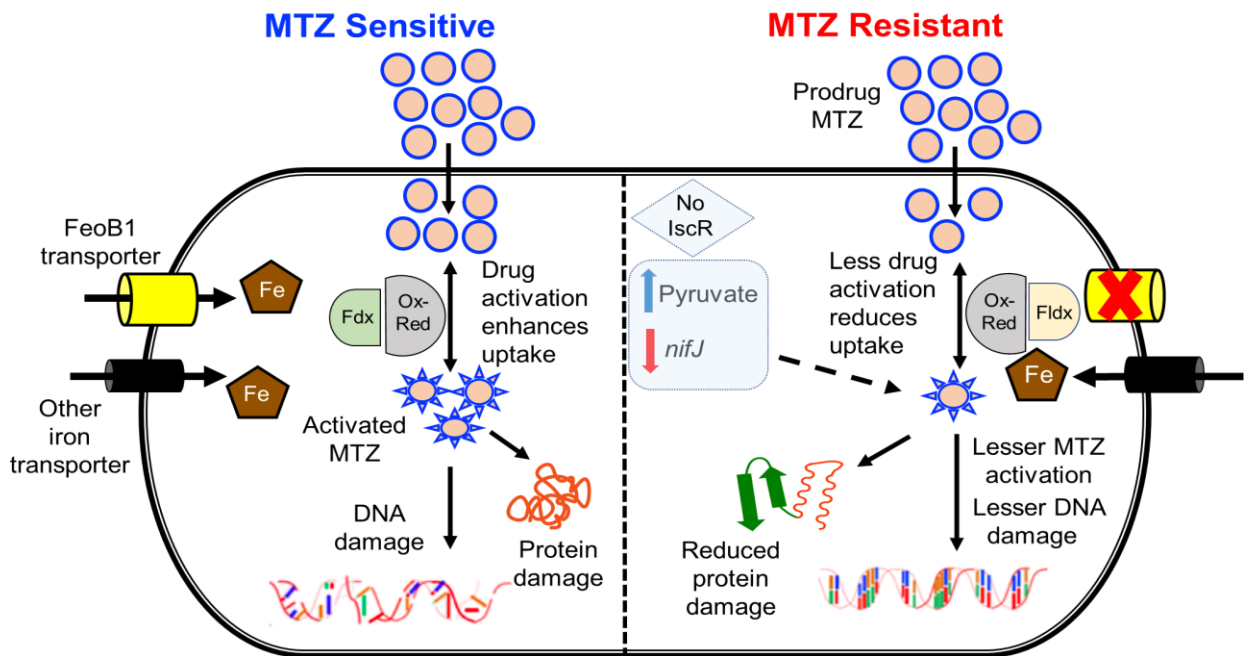 MTZ Sensitive
MTZ Resistant
Prodrug
MTZ
FeoB1
transporter
Fe
Fe
Other
iron
transporter
Fdx
Ox-
Red
Drug
activation
enhances
uptake
Activated
MTZ
DNA
damage
Protein
damage
No
IscR
Pyruvate
nifJ
Less drug
activation
reduces
uptake
Ox-
Red
Fldx
Fe
Lesser MTZ
activation
Lesser DNA
damage
Reduced
protein
damage